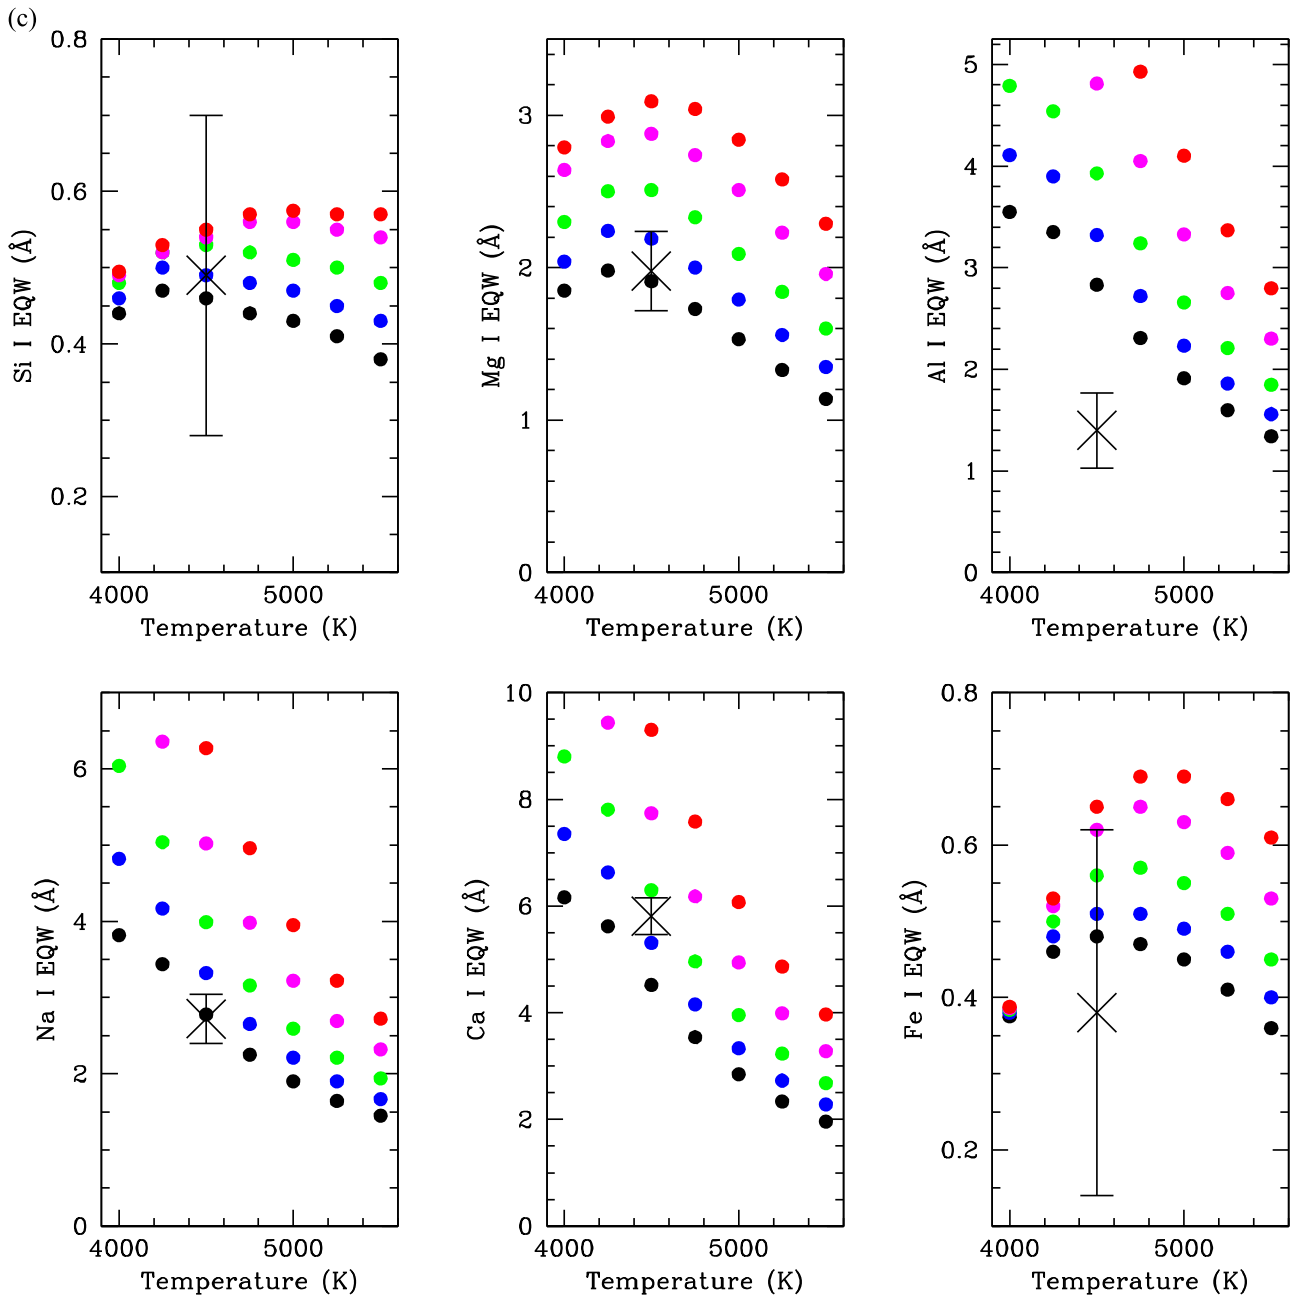 (c)
0.8
0.6
0.4
0.2
Si I EQW (Å)
4000 5000
Temperature (K)
3
2
1
0
Mg I EQW (Å)
4000 5000
Temperature (K)
5
4
3
2
1
0
Al I EQW (Å)
4000 5000
Temperature (K)
6
4
2
0
Na I EQW (Å)
4000 5000
Temperature (K)
10
8
6
4
2
0
Ca I EQW (Å)
4000 5000
Temperature (K)
0.8
0.6
0.4
0.2
Fe I EQW (Å)
4000 5000
Temperature (K)